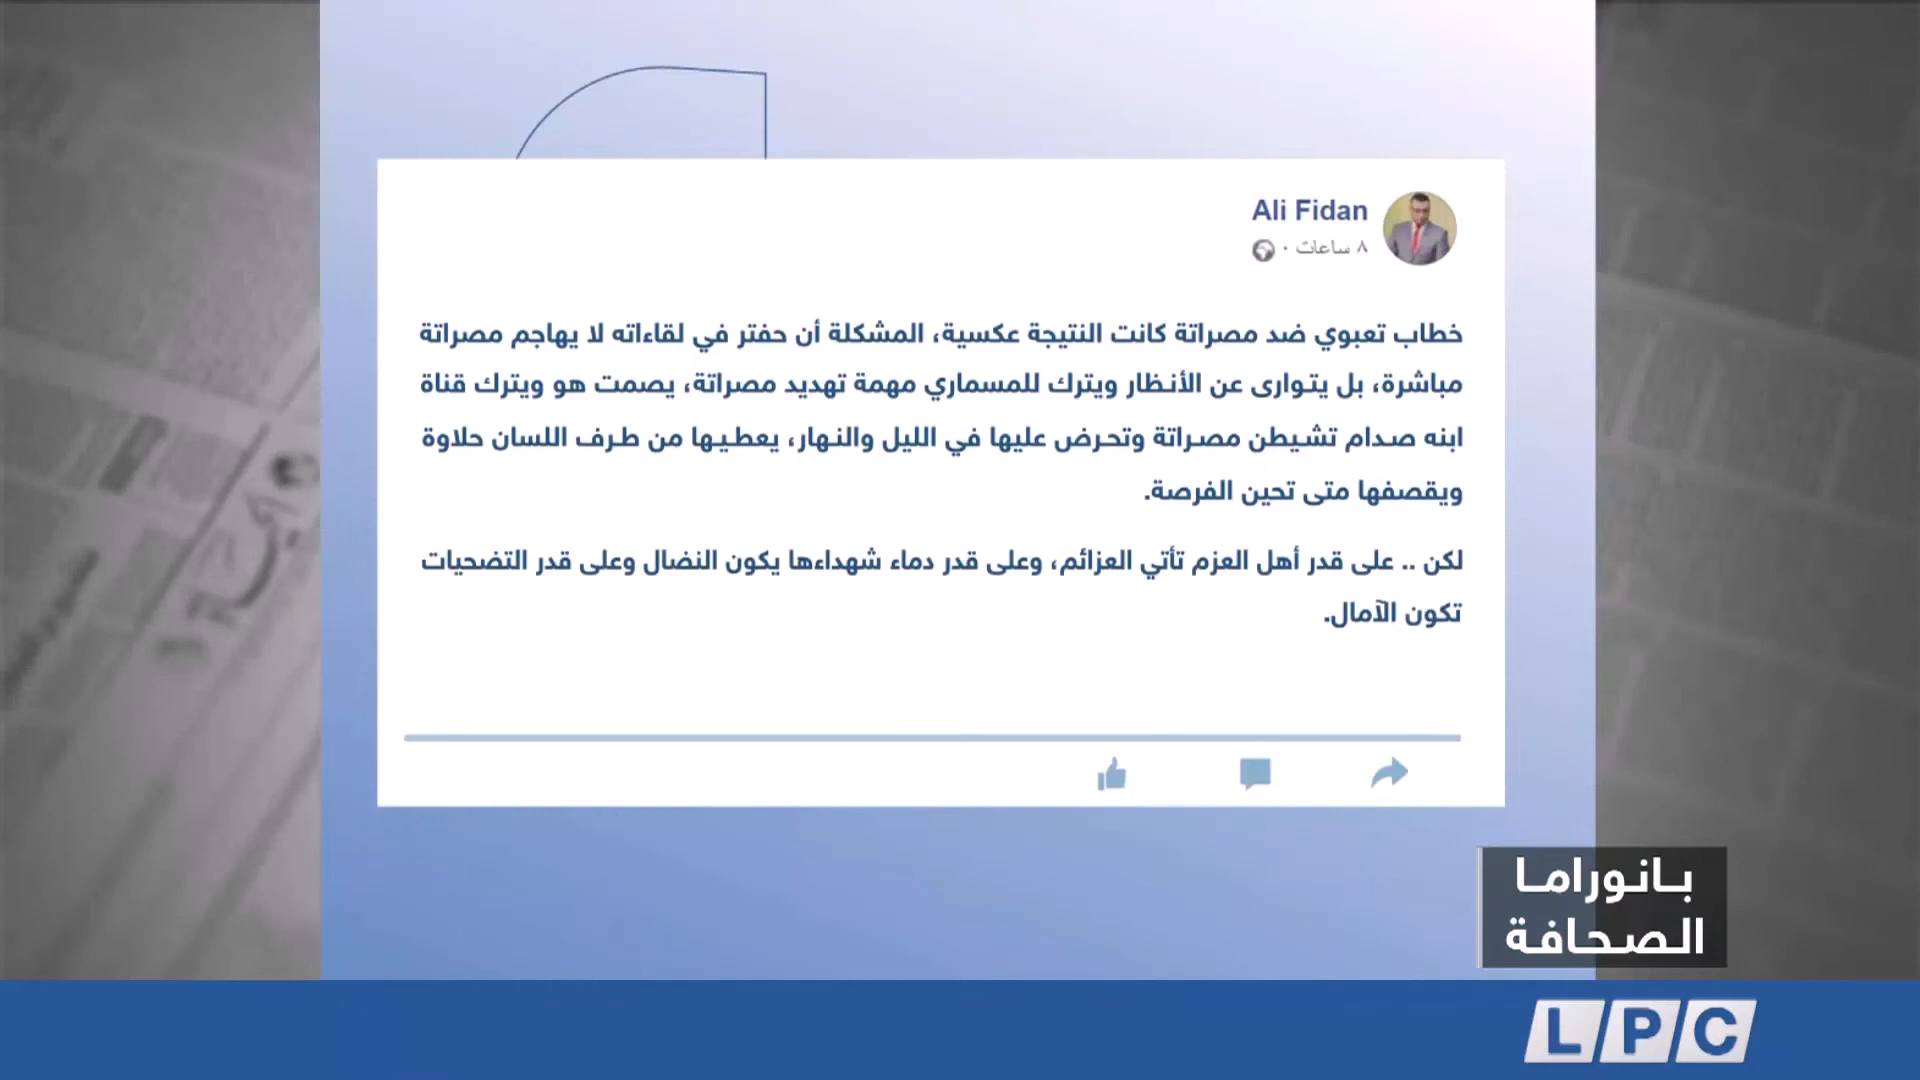 Ali Fidan
٨ ساعات ·
خطاب تعبوي ضد مصراتة كانت النتيجة عكسية، المشكلة أن حفتر في لقاءاته لا يهاجم مصراتة
مباشرة، بل يتوارى عن الأنظار ويترك للمسماري مهمة تهديد مصراتة، يصمت هو ويترك قناة
ابنه صدام تشيطن مصراتة وتحرض عليها في الليل والنهار، يعطيها من طرف اللسان حلاوة
ويقصفها متى تحين الفرصة.
لكن .. على قدر أهل العزم تأتي العزائم، وعلى قدر دماء شهداءها يكون النضال وعلى قدر التضحيات
تكون الآمال.
بانوراما
الصحافة
LPC